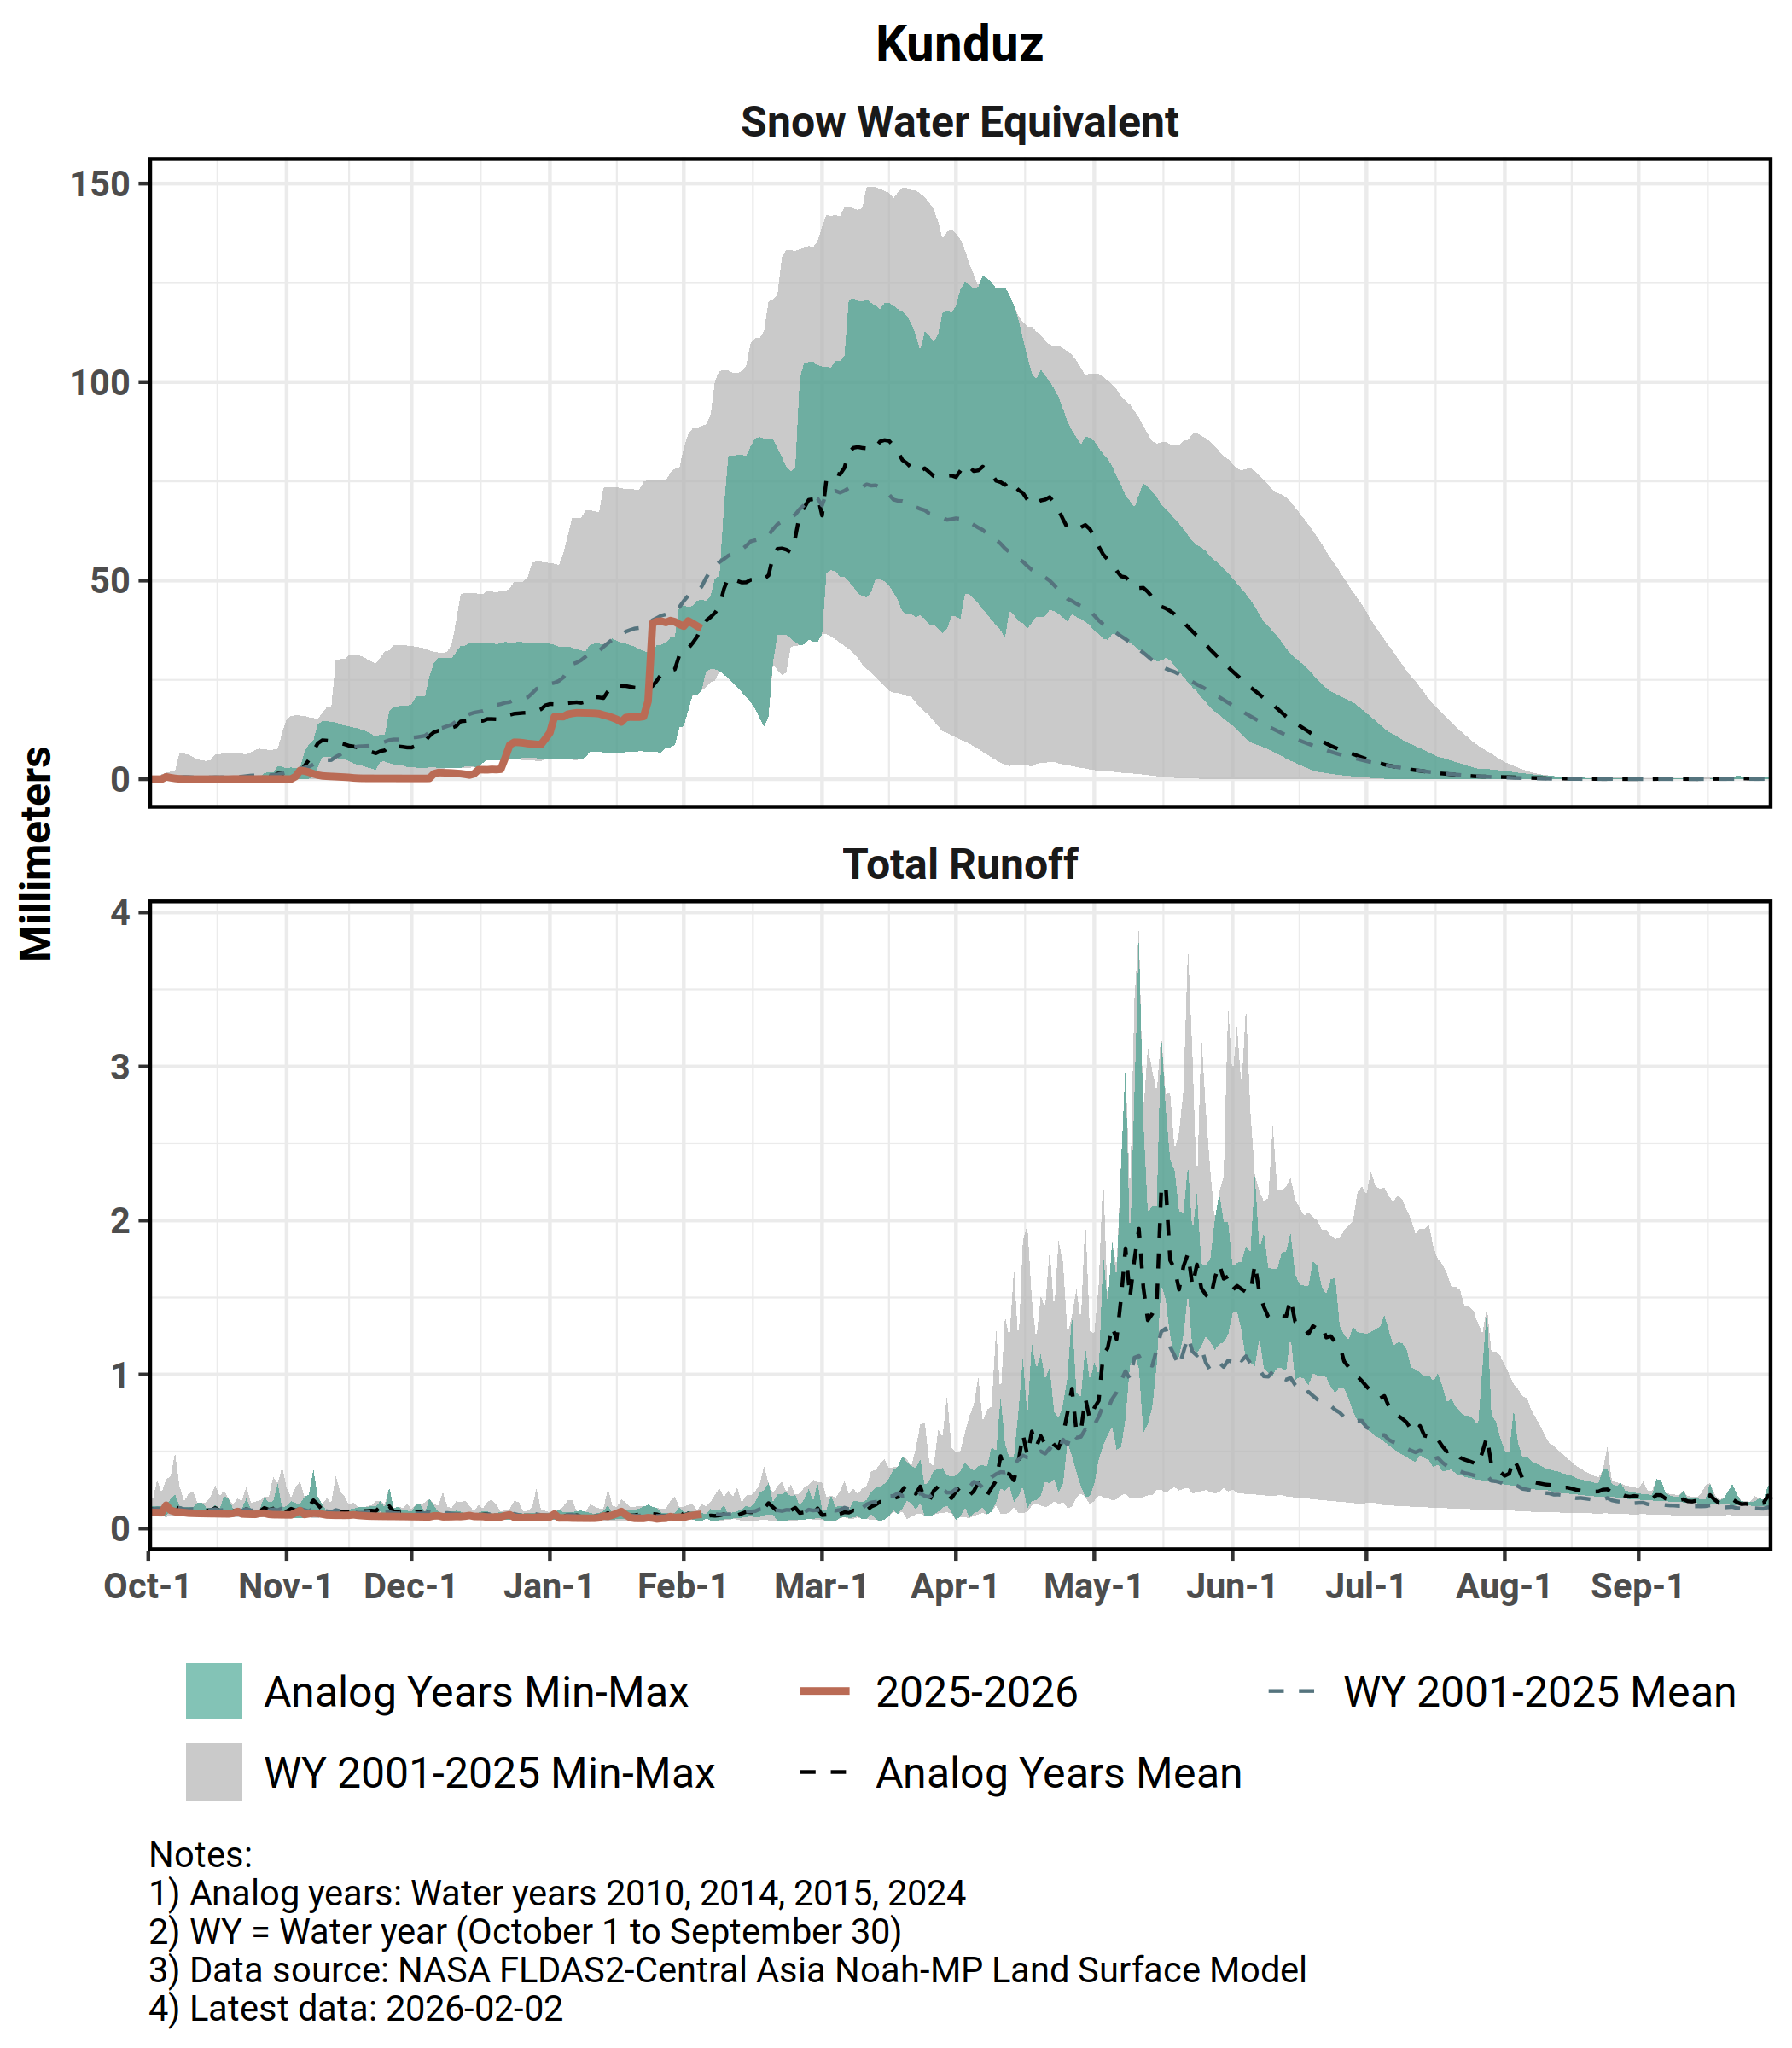 Kunduz
Snow Water Equivalent
150
100
50
0
Millimeters
Total Runoff
4
3
2
1
0
Oct-1 Nov-1 Dec-1 Jan-1 Feb-1 Mar-1 Apr-1 May-1 Jun-1 Jul-1 Aug-1 Sep-1
Analog Years Min-Max 2025-2026 WY 2001-2025 Mean
WY 2001-2025 Min-Max Analog Years Mean
Notes:
1) Analog years: Water years 2010, 2014, 2015, 2024
2) WY = Water year (October 1 to September 30)
3) Data source: NASA FLDAS2-Central Asia Noah-MP Land Surface Model
4) Latest data: 2026-02-02